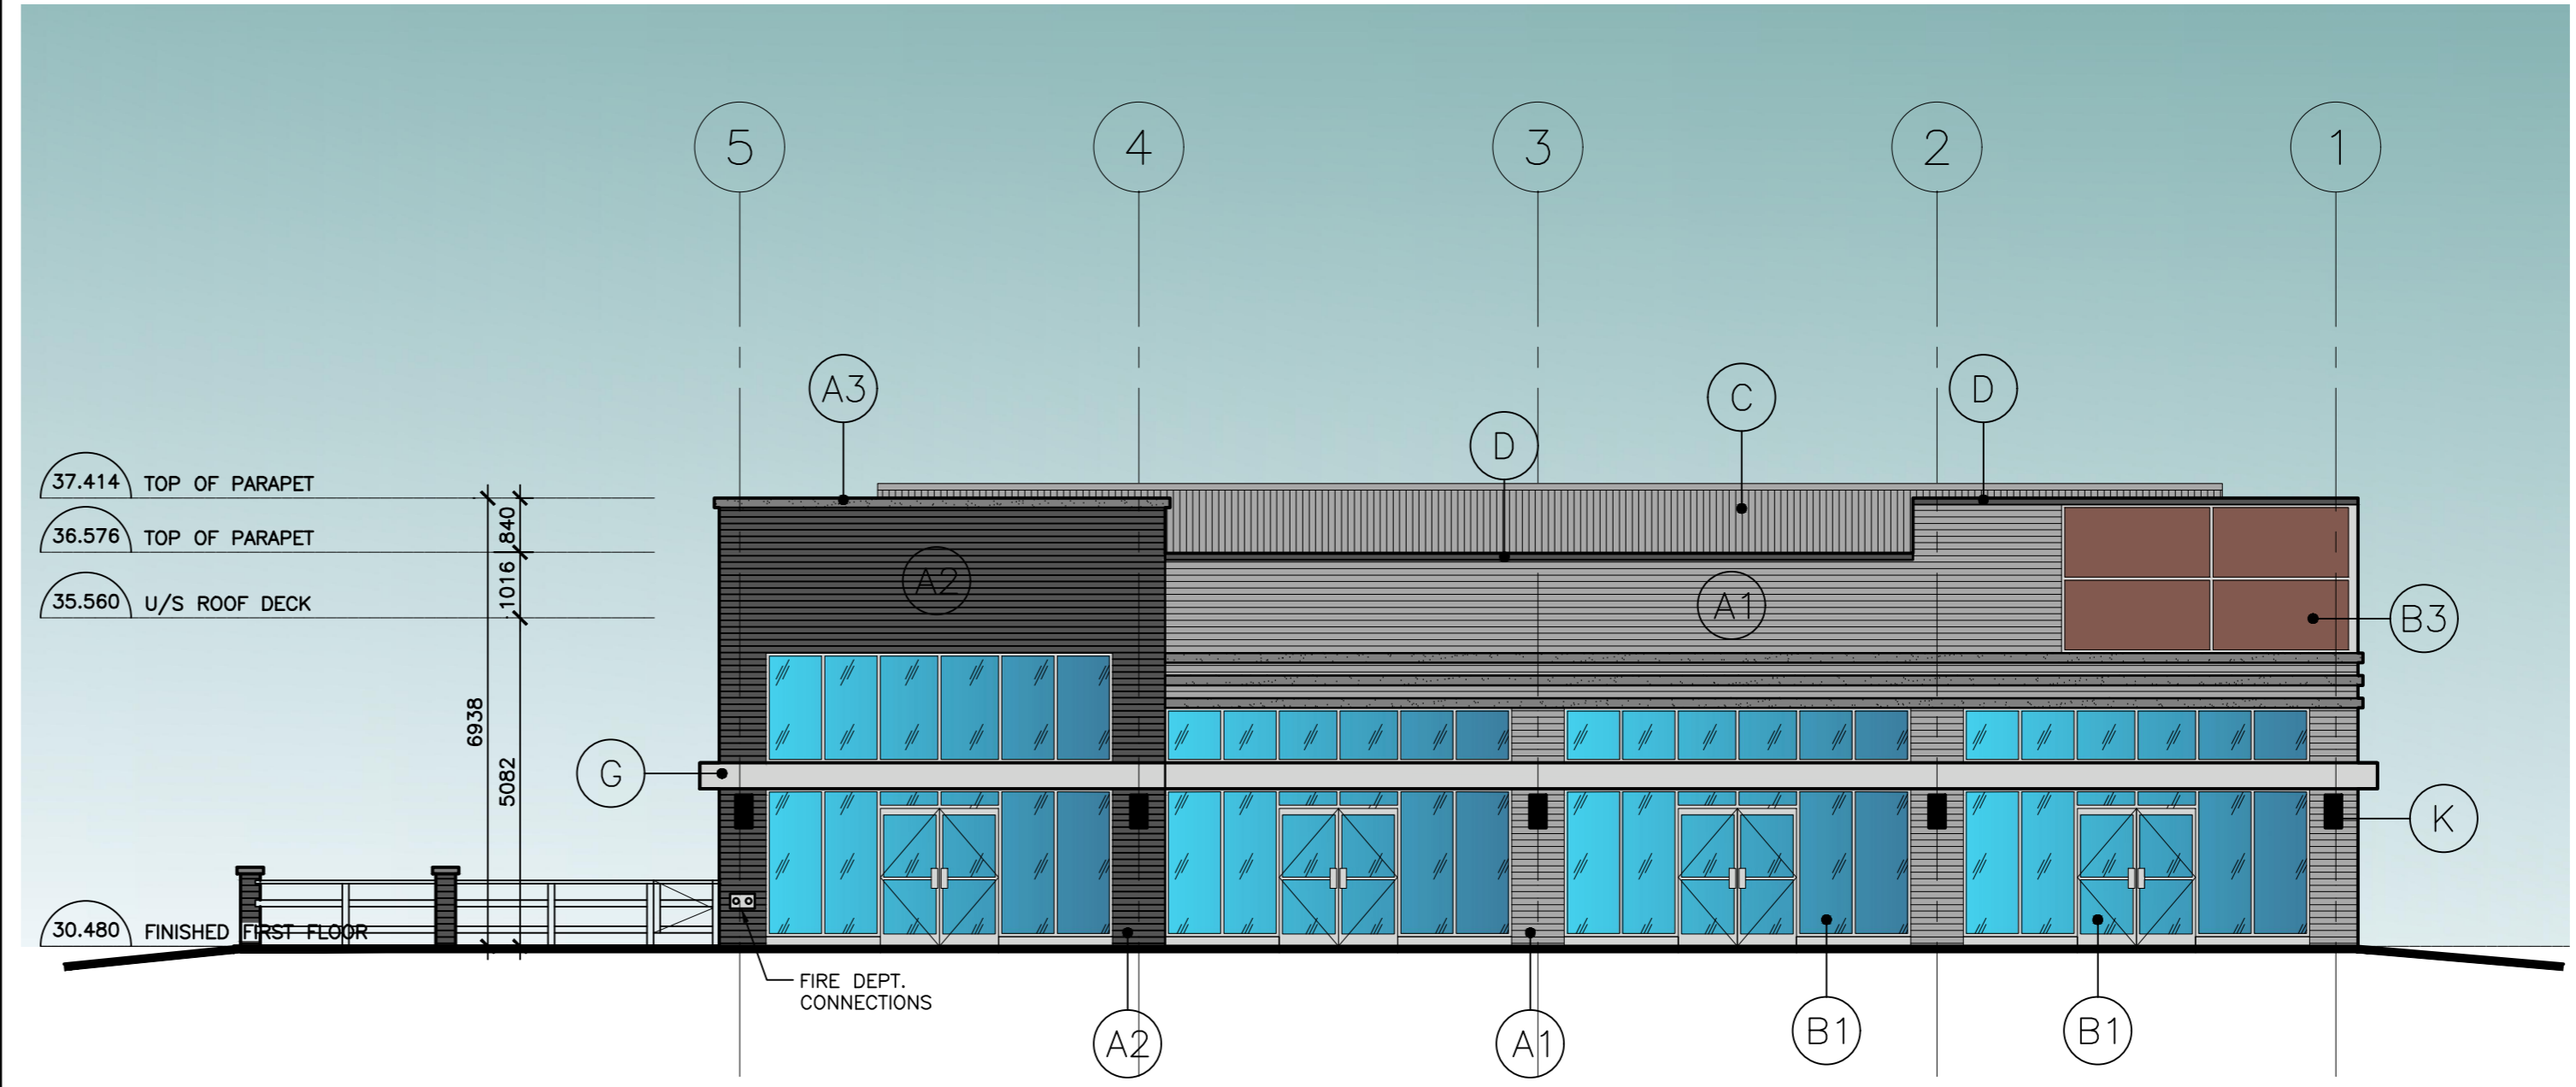 5 4 3 2 1
A3 C D
D
37.414 TOP OF PARAPET
840
36.576 TOP OF PARAPET
1016
A2 A1
35.560 U/S ROOF DECK
B3
6938
5082
G
K
30.480 FINISHED FIRST FLOOR
FIRE DEPT.
CONNECTIONS
A2 A1 B1 B1